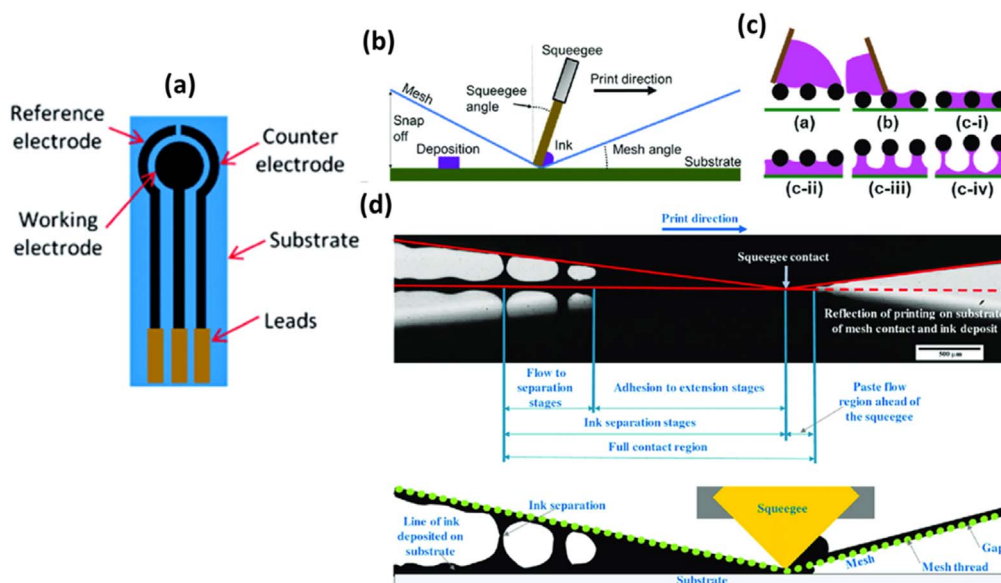 (a)
Reference
electrode
Counter
electrode
Working
electrode
Substrate
Leads
(b)
Squeegee
Squeegee
angle
Print direction
Mesh
Snap
off
Deposition
Ink
Mesh angle
Substrate
(c)
(a)
(b)
(c-i)
(c-ii)
(c-iii)
(c-iv)
(d)
Print direction
Squeegee contact
Reflection of printing on substrate
of mesh contact and ink deposit
500 μm
Flow to
separation
stages
Adhesion to extension stages
Paste flow
region ahead of
the squeegee
Ink separation stages
Full contact region
Ink separation
Squeegee
Line of ink
deposited on
substrate
Mesh
Gap
Mesh thread
Substrate